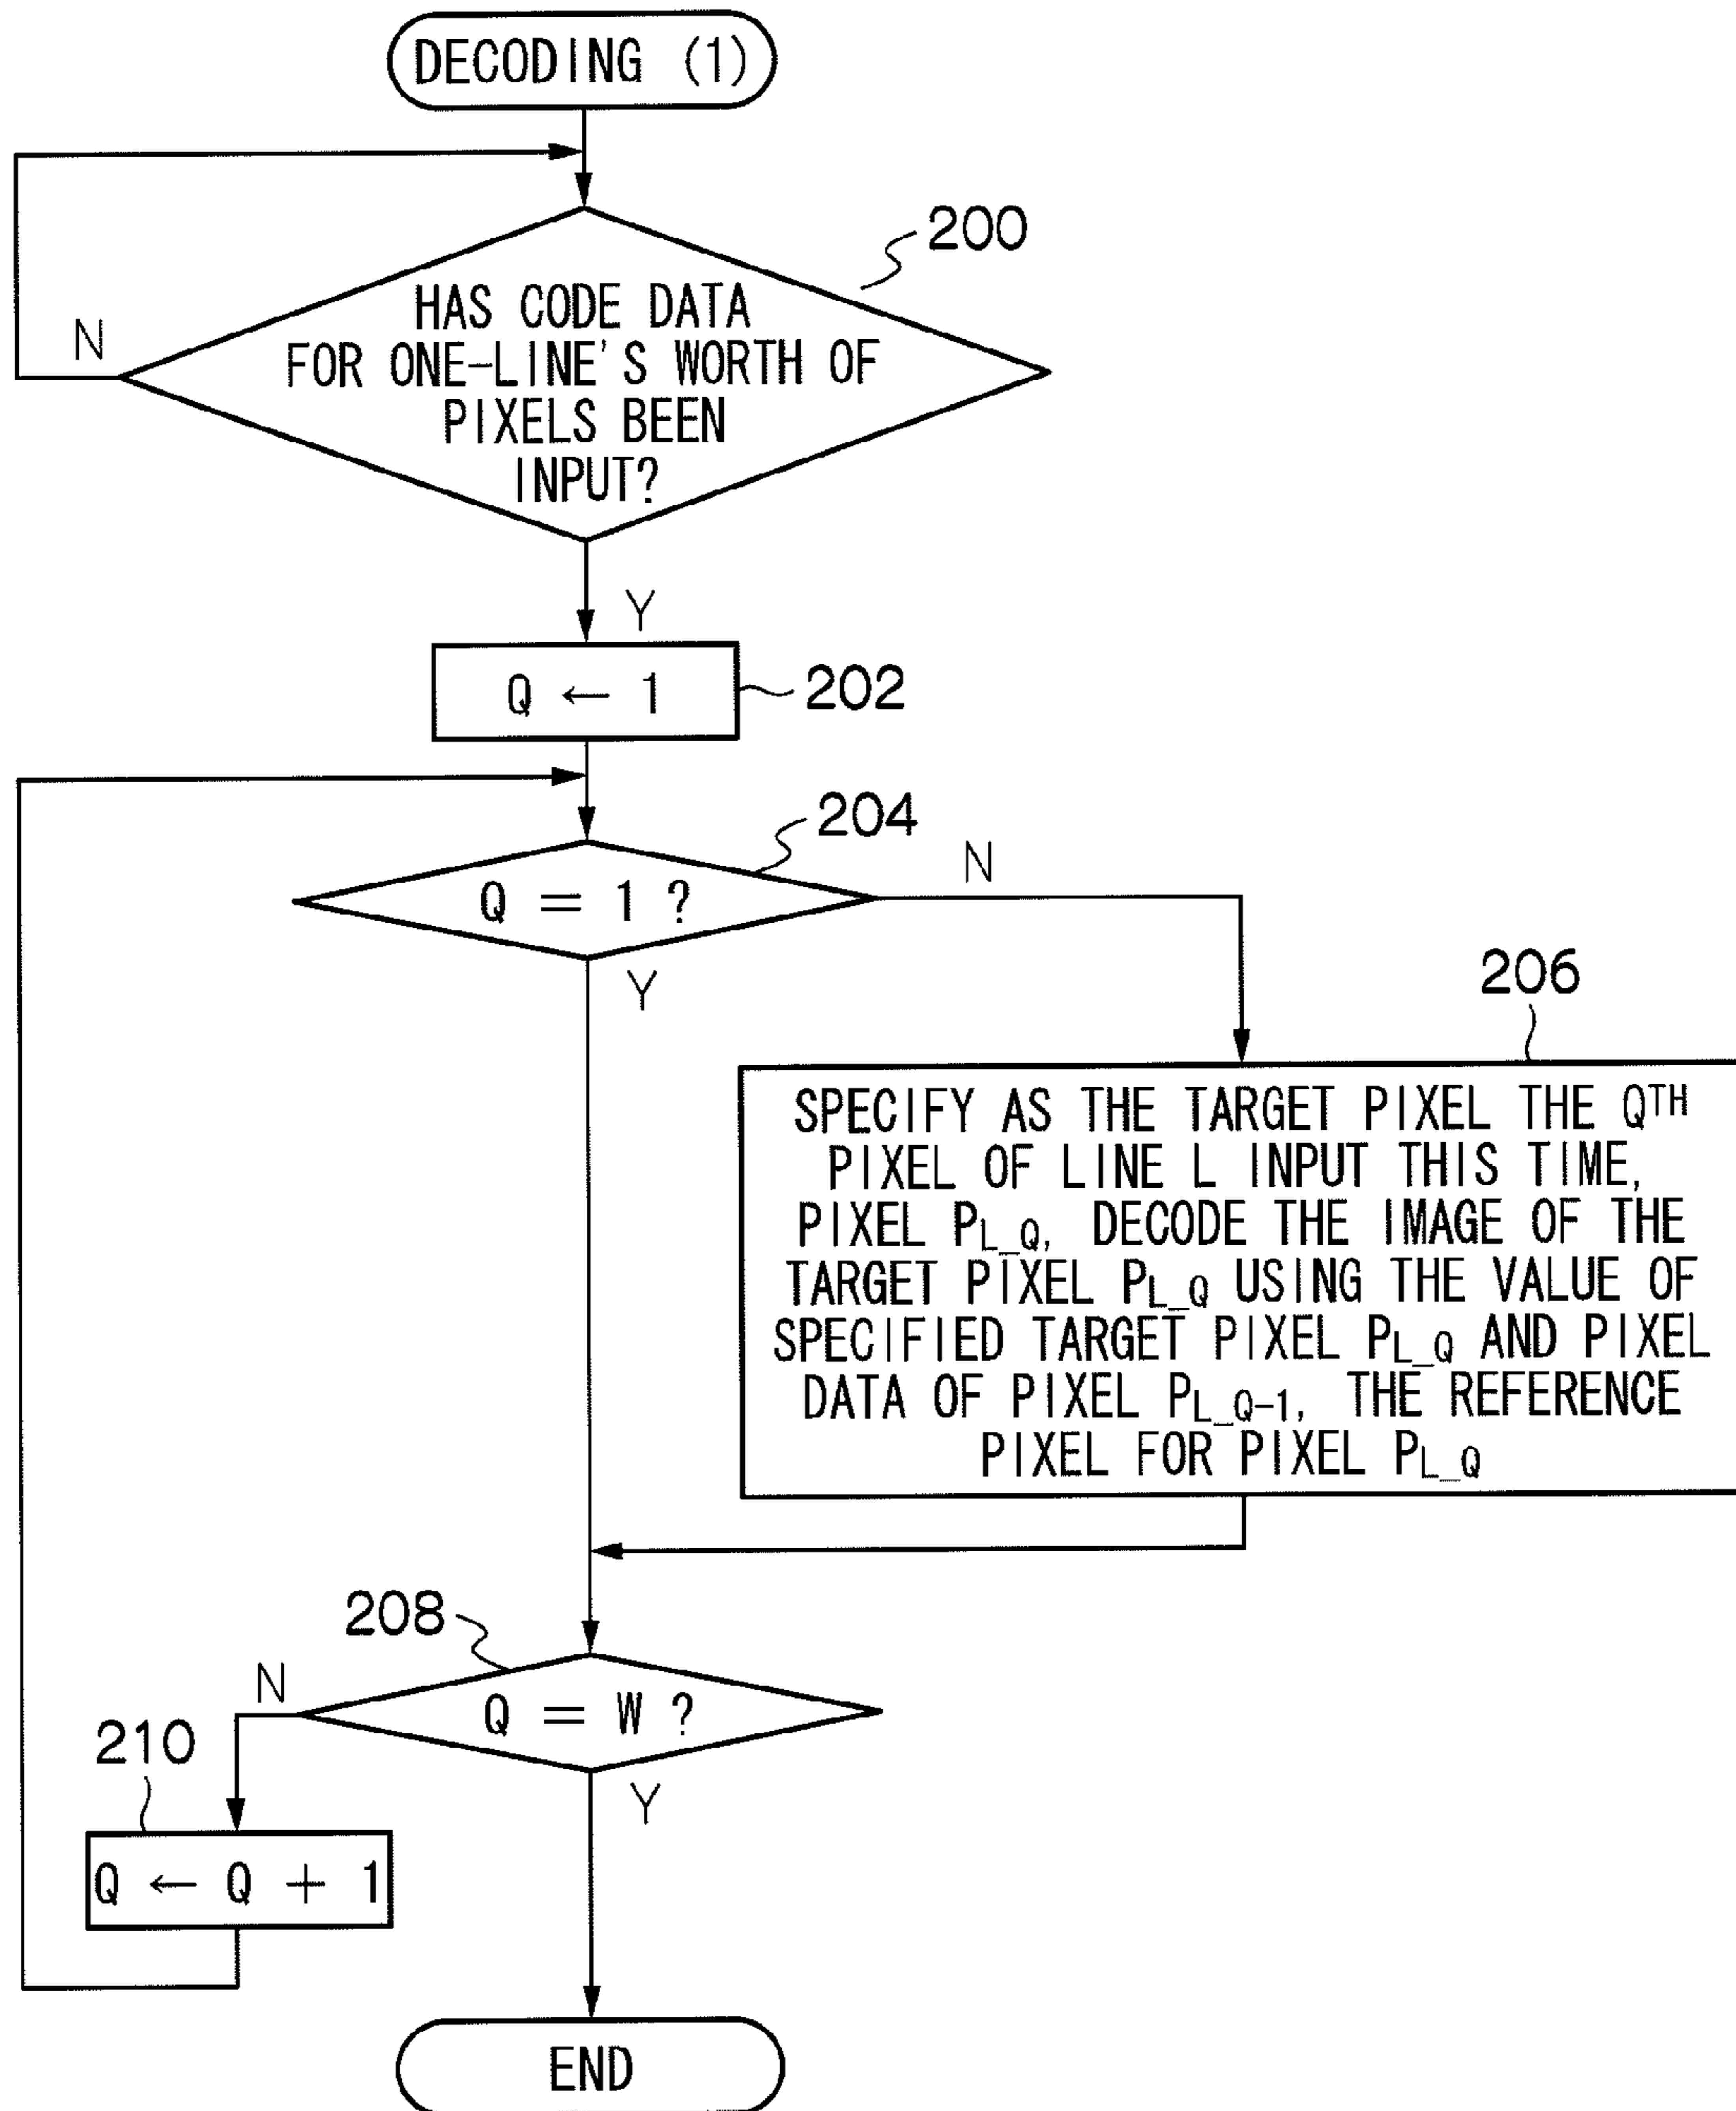 DECODING (1)
200
HAS CODE DATA
FOR ONE-LINE'S WORTH OF
PIXELS BEEN
INPUT?
N
Y
Q ← 1
202
204
Q = 1 ?
N
Y
206
SPECIFY AS THE TARGET PIXEL THE QTH
PIXEL OF LINE L INPUT THIS TIME,
PIXEL PL_Q, DECODE THE IMAGE OF THE
TARGET PIXEL PL_Q USING THE VALUE OF
SPECIFIED TARGET PIXEL PL_Q AND PIXEL
DATA OF PIXEL PL_Q-1, THE REFERENCE
PIXEL FOR PIXEL PL_Q
208
Q = W ?
N
Y
210
Q ← Q + 1
END